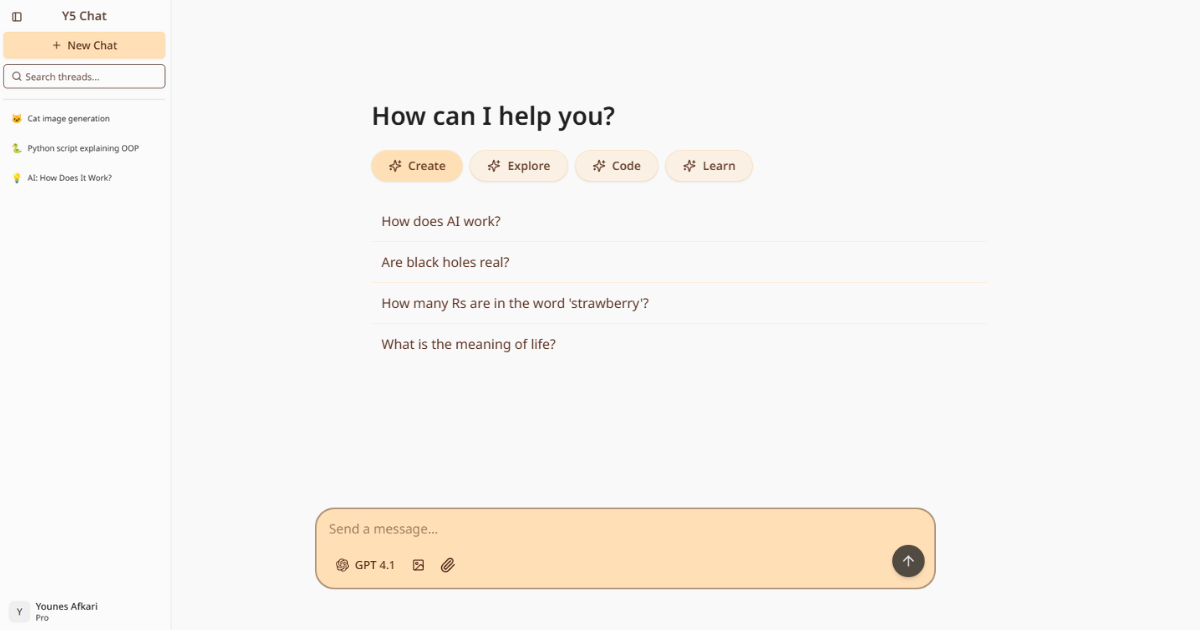 Y5 Chat
+ New Chat
Search threads...
🐱 Cat image generation
🐍 Python script explaining OOP
💡 AI: How Does It Work?
How can I help you?
Create
Explore
Code
Learn
How does AI work?
Are black holes real?
How many Rs are in the word 'strawberry'?
What is the meaning of life?
Send a message...
GPT 4.1
Y
Younes Afkari
Pro